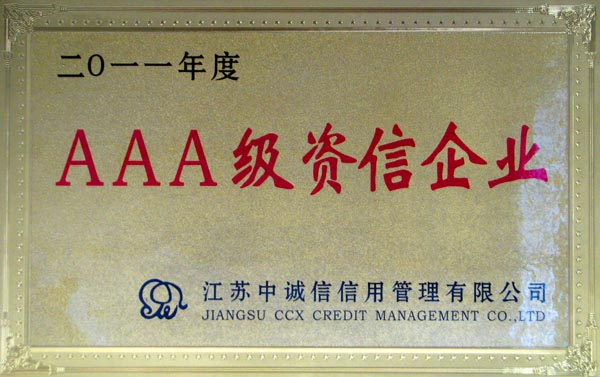 二〇一一年度
AAA级资信企业
江苏中诚信信用管理有限公司
JIANGSU CCX CREDIT MANAGEMENT CO.,LTD